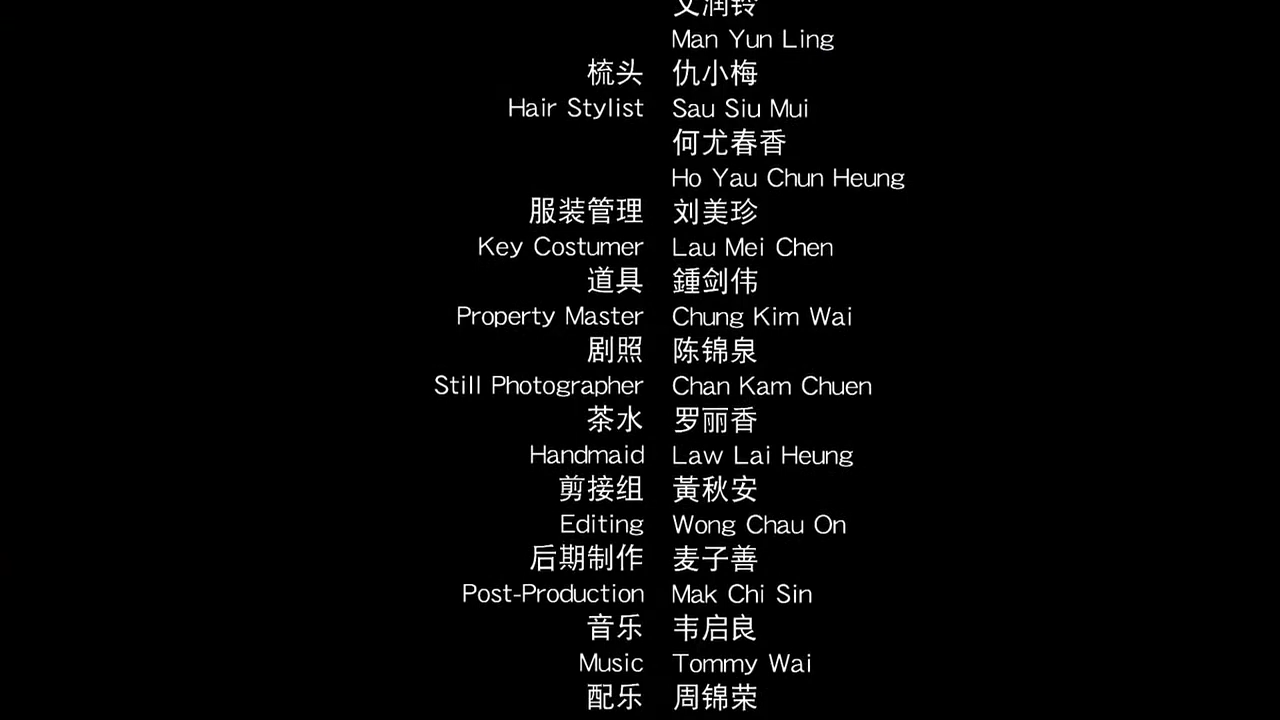 文润铃
Man Yun Ling
梳头 仇小梅
Hair Stylist Sau Siu Mui
何尤春香
Ho Yau Chun Heung
服装管理 刘美珍
Key Costumer Lau Mei Chen
道具 鍾剑伟
Property Master Chung Kim Wai
剧照 陈锦泉
Still Photographer Chan Kam Chuen
茶水 罗丽香
Handmaid Law Lai Heung
剪接组 黃秋安
Editing Wong Chau On
后期制作 麦子善
Post-Production Mak Chi Sin
音乐 韦启良
Music Tommy Wai
配乐 周锦荣